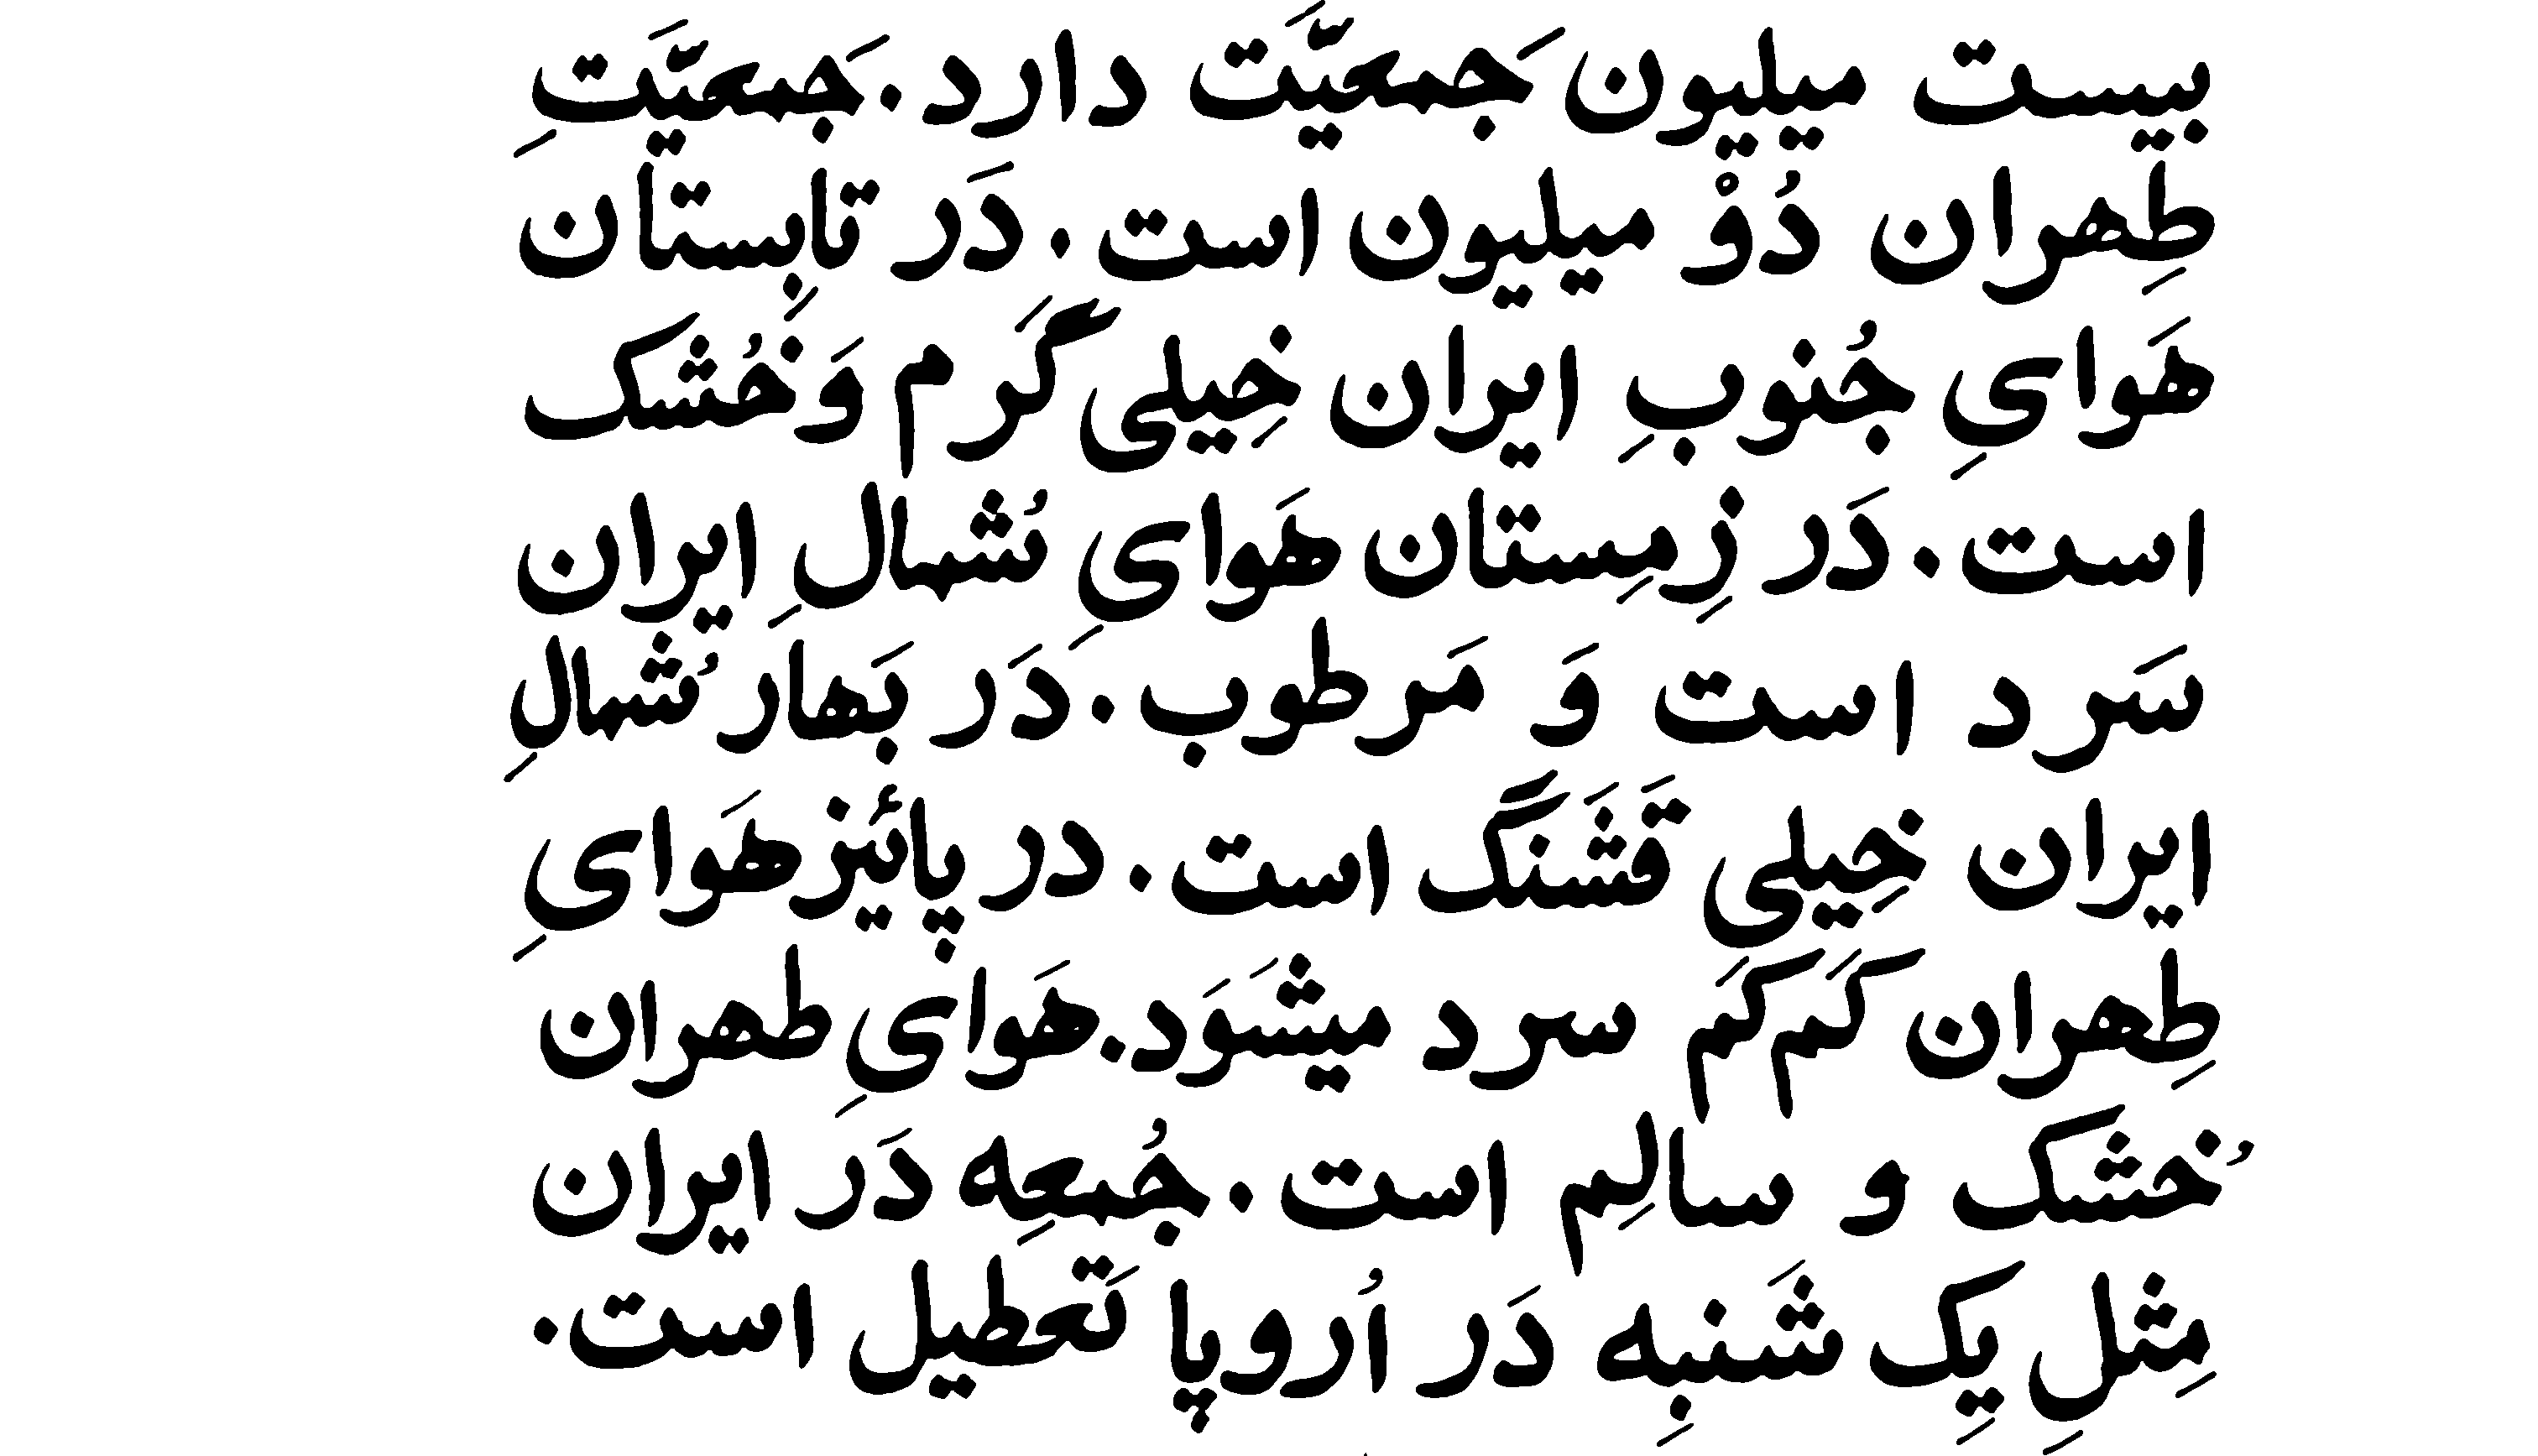 بیست میلیون جَمعیَّت دارد. جَمعیَّتِ
طِهران دُوْ میلیون است. دَر تابِستان
هَوایِ جُنوبِ ایران خِیلی گَرم وَ خُشک
است. دَر زِمِستان هَوایِ شُمالِ ایران
سَرد است وَ مَرطوب. دَر بَهار شُمالِ
ایران خِیلی قَشَنگ است. در پائیز هَوایِ
طِهران کَم کَم سرد میشَوَد. هَوایِ طهران
خُشک و سالِم است. جُمعِه دَر ایران
مِثلِ یِک شَنبِه دَر اُروپا تَعطیل است.